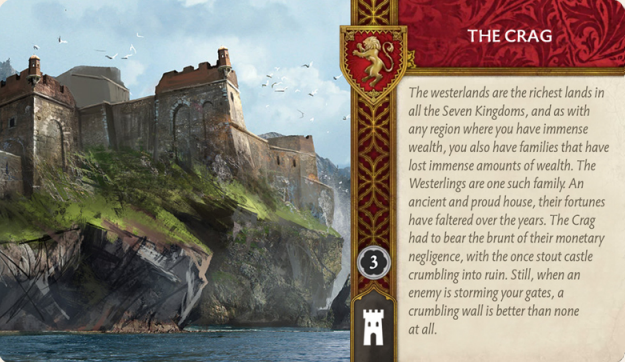 THE CRAG
The westerlands are the richest lands in
all the Seven Kingdoms, and as with
any region where you have immense
wealth, you also have families that have
lost immense amounts of wealth. The
Westerlings are one such family. An
ancient and proud house, their fortunes
have faltered over the years. The Crag
had to bear the brunt of their monetary
negligence, with the once stout castle
crumbling into ruin. Still, when an
enemy is storming your gates, a
crumbling wall is better than none
at all.
3